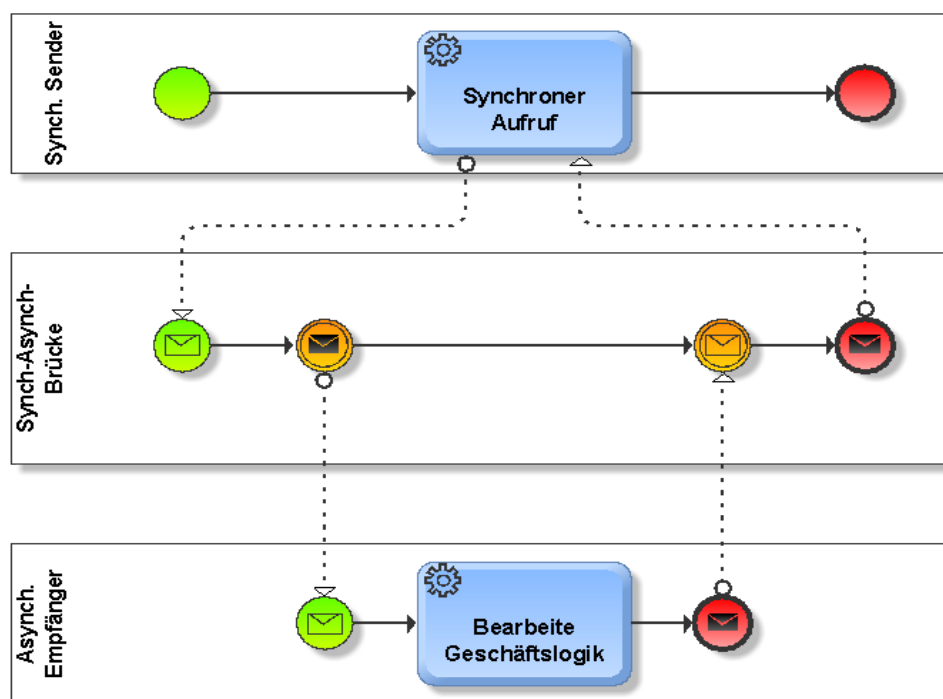 Synch. Sender
Synchroner
Aufruf
Synch-Asynch-
Brücke
Asynch.
Empfänger
Bearbeite
Geschäftslogik